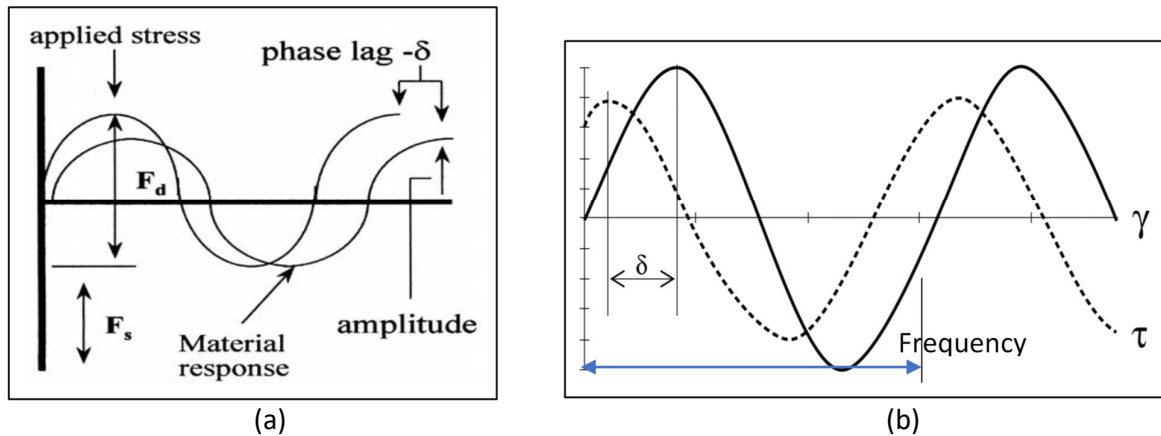 applied stress
phase lag -δ
F_d
F_s
Material
response
amplitude
(a)
γ
δ
τ
Frequency
(b)